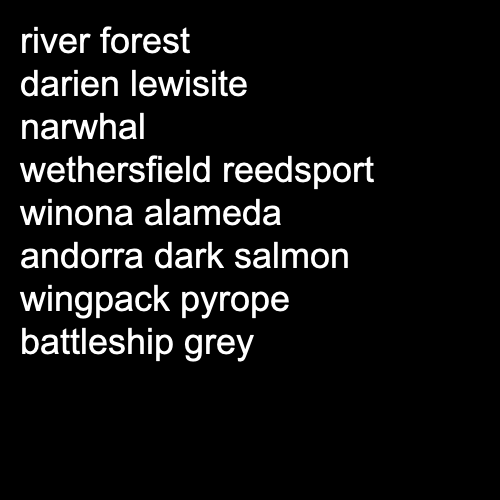 river forest
darien lewisite
narwhal
wethersfield reedsport
winona alameda
andorra dark salmon
wingpack pyrope
battleship grey